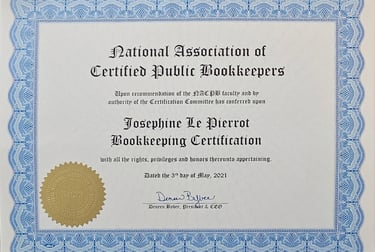 National Association of
Certified Public Bookkeepers
Upon recommendation of the NACPB faculty and by
authority of the Certification Committee has conferred upon
Josephine Le Pierrot
Bookkeeping Certification
with all the rights, privileges and honors thereunto appertaining.
Dated the 3rd day of May, 2021
President & CEO